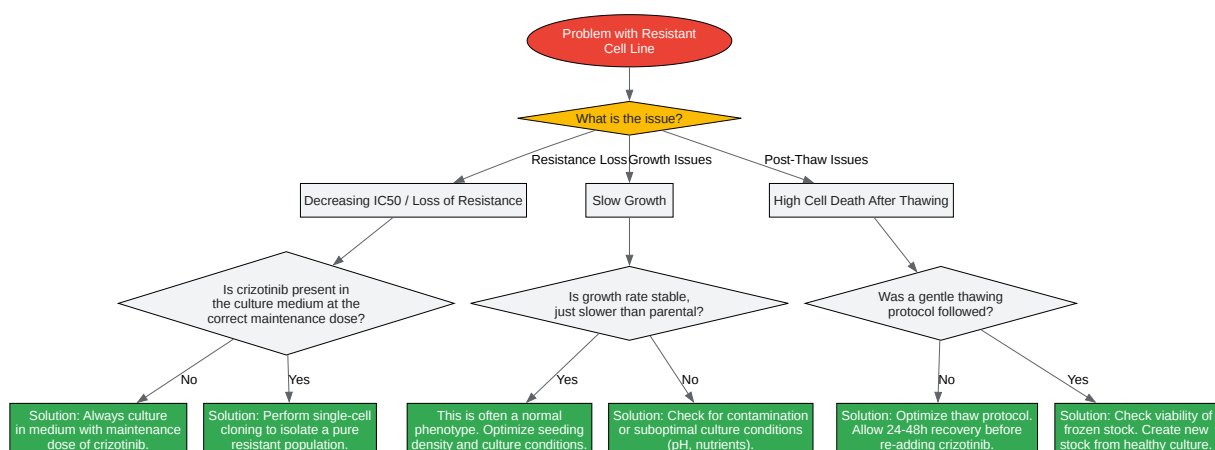 Problem with Resistant
Cell Line
What is the issue?
Resistance Loss
Growth Issues
Post-Thaw Issues
Decreasing IC50 / Loss of Resistance
Slow Growth
High Cell Death After Thawing
Is crizotinib present in
the culture medium at the
correct maintenance dose?
Is growth rate stable,
just slower than parental?
Was a gentle thawing
protocol followed?
No
Yes
Yes
No
No
Yes
Solution: Always culture
in medium with maintenance
dose of crizotinib.
Solution: Perform single-cell
cloning to isolate a pure
resistant population.
This is often a normal
phenotype. Optimize seeding
density and culture conditions.
Solution: Check for contamination
or suboptimal culture conditions
(pH, nutrients).
Solution: Optimize thaw protocol.
Allow 24-48h recovery before
re-adding crizotinib.
Solution: Check viability of
frozen stock. Create new
stock from healthy culture.